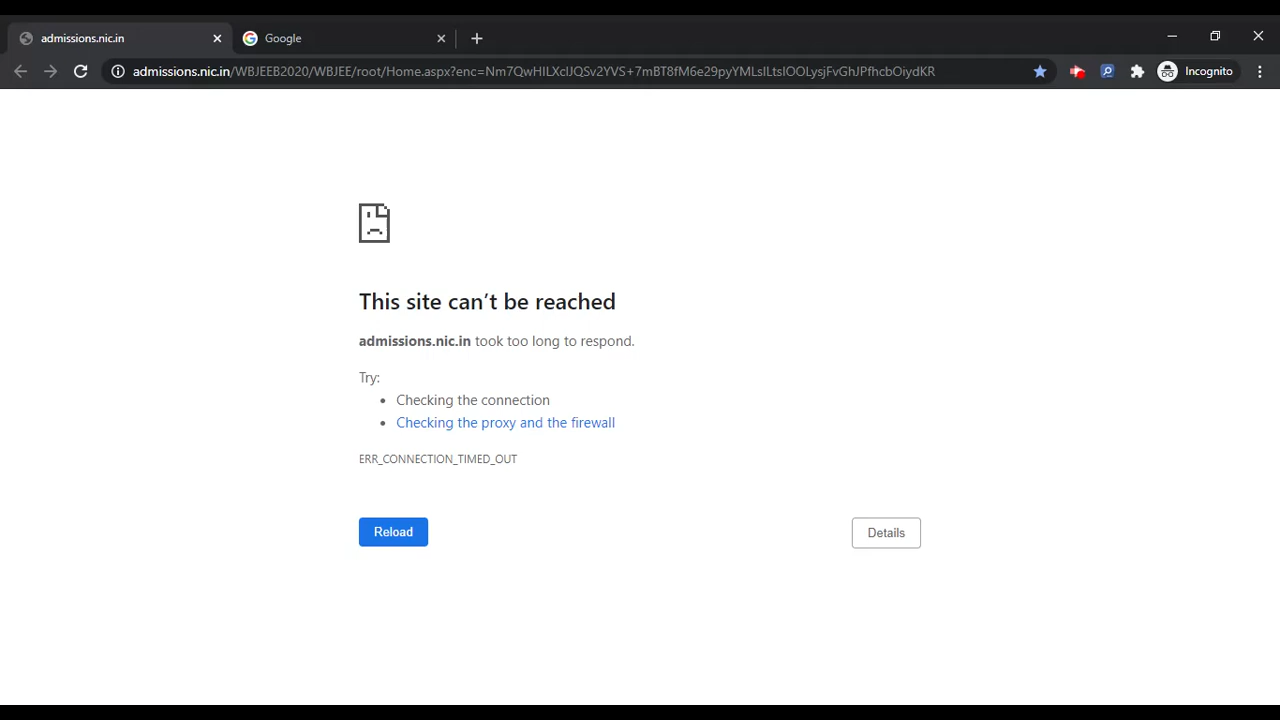 admissions.nic.in
Google
admissions.nic.in/WBJEEB2020/WBJEE/root/Home.aspx?enc=Nm7QwHILXcIJQSv2YVS+7mBT8fM6e29pyYMLsILtsIOOLysjFvGhJPfhcbOiydKR
Incognito
This site can’t be reached
admissions.nic.in took too long to respond.
Try:
Checking the connection
Checking the proxy and the firewall
ERR_CONNECTION_TIMED_OUT
Reload
Details